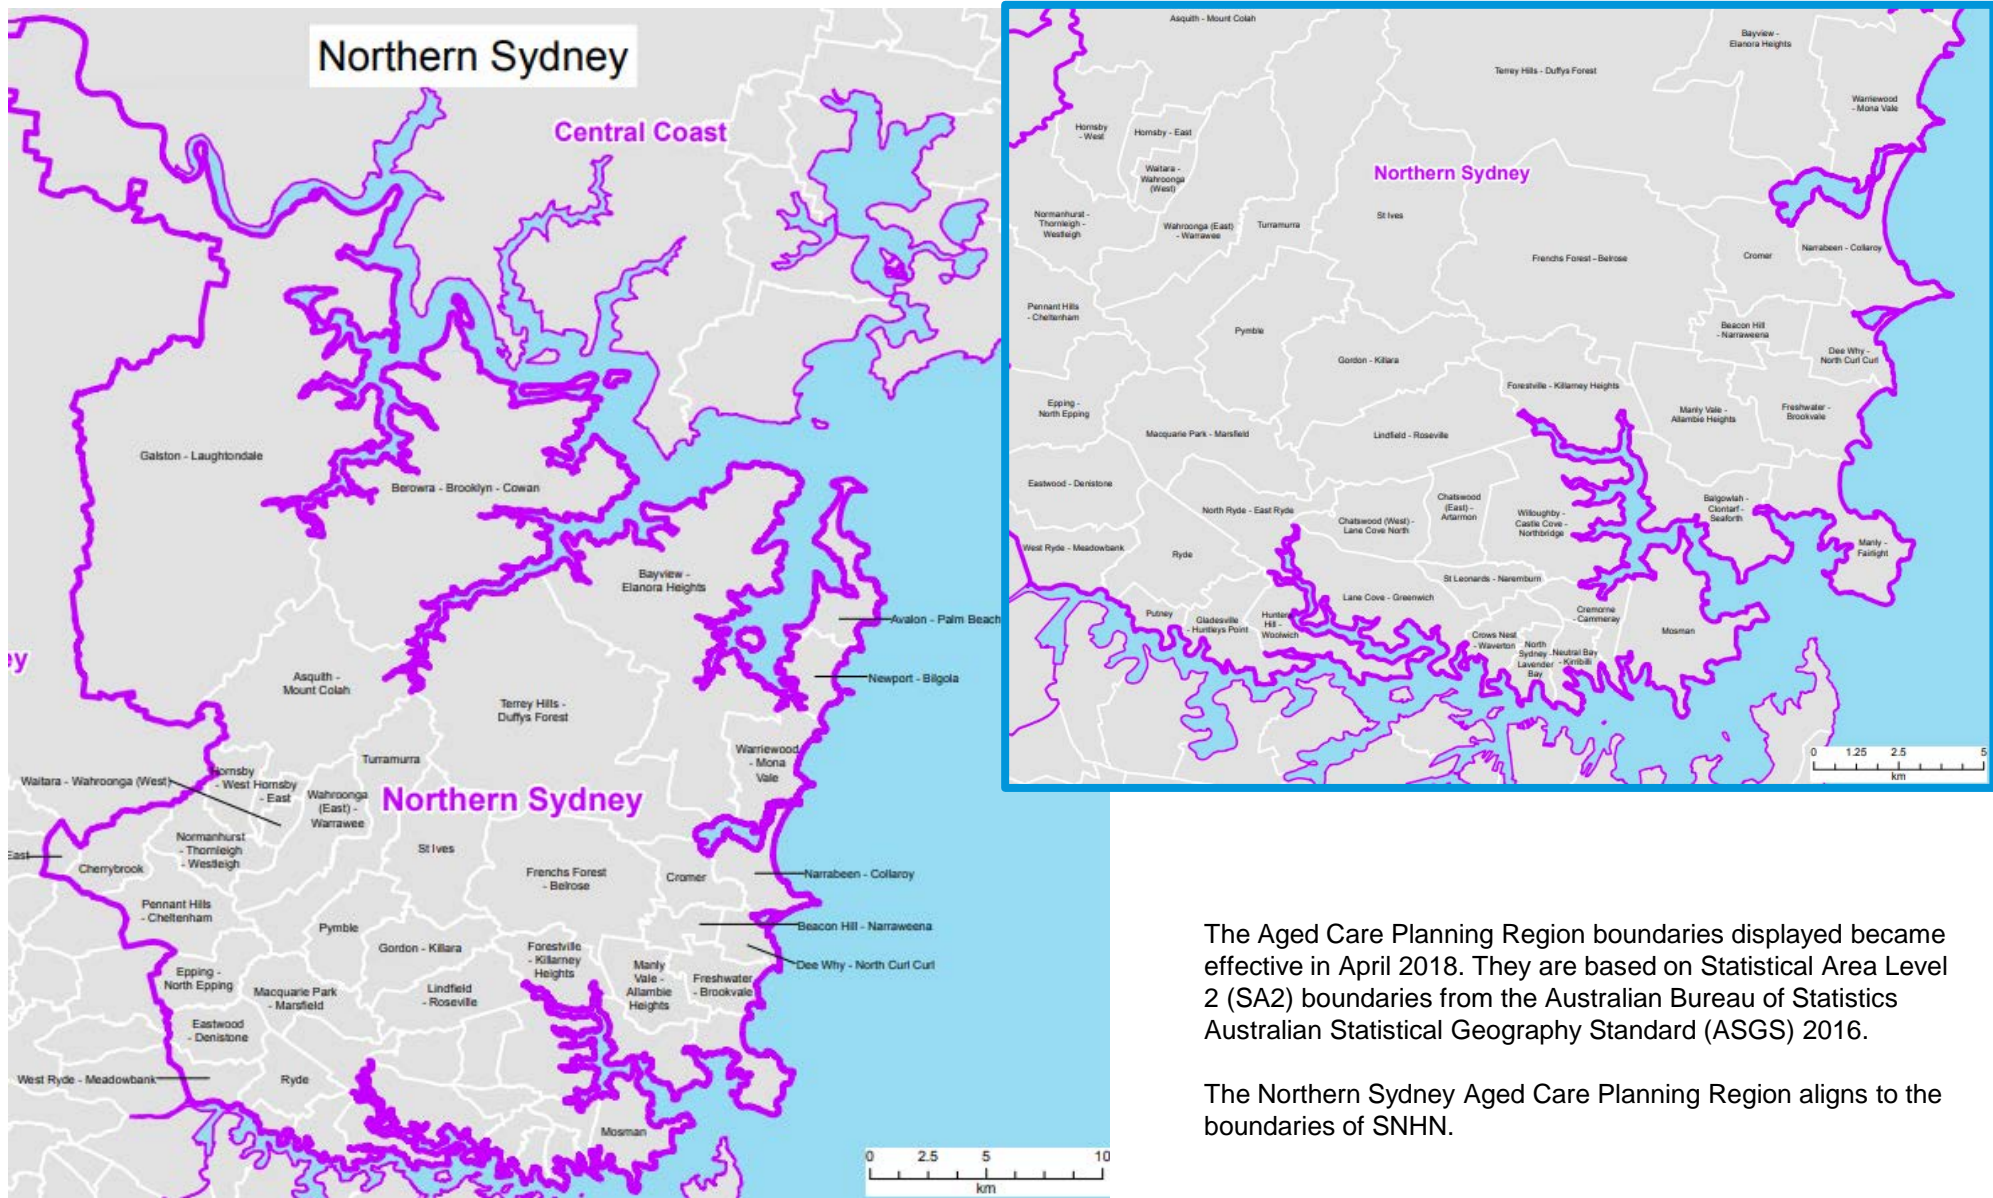 Northern Sydney
Central Coast
Galston - Laughtondale
Berowra - Brooklyn - Cowan
Bayview -
Elanora Heights
Avalon - Palm Beach
Newport - Bilgola
ey
Asquith -
Mount Colah
Terrey Hills -
Duffys Forest
Warriewood
- Mona
Vale
Turramurra
Waitara - Wahroonga (West)
Hornsby
- West
Hornsby
- East
Wahroonga
(East) -
Warrawee
Northern Sydney
Normanhurst
- Thornleigh
- Westleigh
St Ives
East
Cherrybrook
Frenchs Forest
- Belrose
Cromer
Narrabeen - Collaroy
Pennant Hills
- Cheltenham
Pymble
Gordon - Killara
Forestville
- Killarney
Heights
Beacon Hill - Narraweena
Dee Why - North Curl Curl
Epping -
North Epping
Macquarie Park
- Marsfield
Lindfield
- Roseville
Manly
Vale -
Allambie
Heights
Freshwater
- Brookvale
Eastwood
- Denistone
West Ryde - Meadowbank
Ryde
Mosman
0 2.5 5 10
km
Asquith - Mount Colah
Bayview -
Elanora Heights
Terrey Hills - Duffys Forest
Warriewood
- Mona Vale
Hornsby
- West
Hornsby - East
Waitara -
Wahroonga
(West)
Northern Sydney
Normanhurst -
Thornleigh -
Westleigh
Wahroonga (East)
- Warrawee
Turramurra
St Ives
Frenchs Forest - Belrose
Cromer
Narrabeen - Collaroy
Pennant Hills
- Cheltenham
Pymble
Gordon - Killara
Beacon Hill
- Narraweena
Dee Why -
North Curl Curl
Forestville - Killarney Heights
Epping -
North Epping
Macquarie Park - Marsfield
Lindfield - Roseville
Manly Vale -
Allambie Heights
Freshwater -
Brookvale
Eastwood - Denistone
North Ryde - East Ryde
Chatswood (West) -
Lane Cove North
Chatswood
(East) -
Artarmon
Willoughby -
Castle Cove -
Northbridge
Balgowlah -
Clontarf -
Seaforth
West Ryde - Meadowbank
Ryde
Manly -
Fairlight
St Leonards - Naremburn
Lane Cove - Greenwich
Putney
Gladesville
- Huntleys Point
Hunters
Hill -
Woolwich
Cremorne
- Cammeray
Mosman
Crows Nest
- Waverton
North
Sydney -
Lavender
Bay
Neutral Bay
- Kirribilli
0 1.25 2.5 5
km
The Aged Care Planning Region boundaries displayed became
effective in April 2018. They are based on Statistical Area Level
2 (SA2) boundaries from the Australian Bureau of Statistics
Australian Statistical Geography Standard (ASGS) 2016.
The Northern Sydney Aged Care Planning Region aligns to the
boundaries of SNHN.